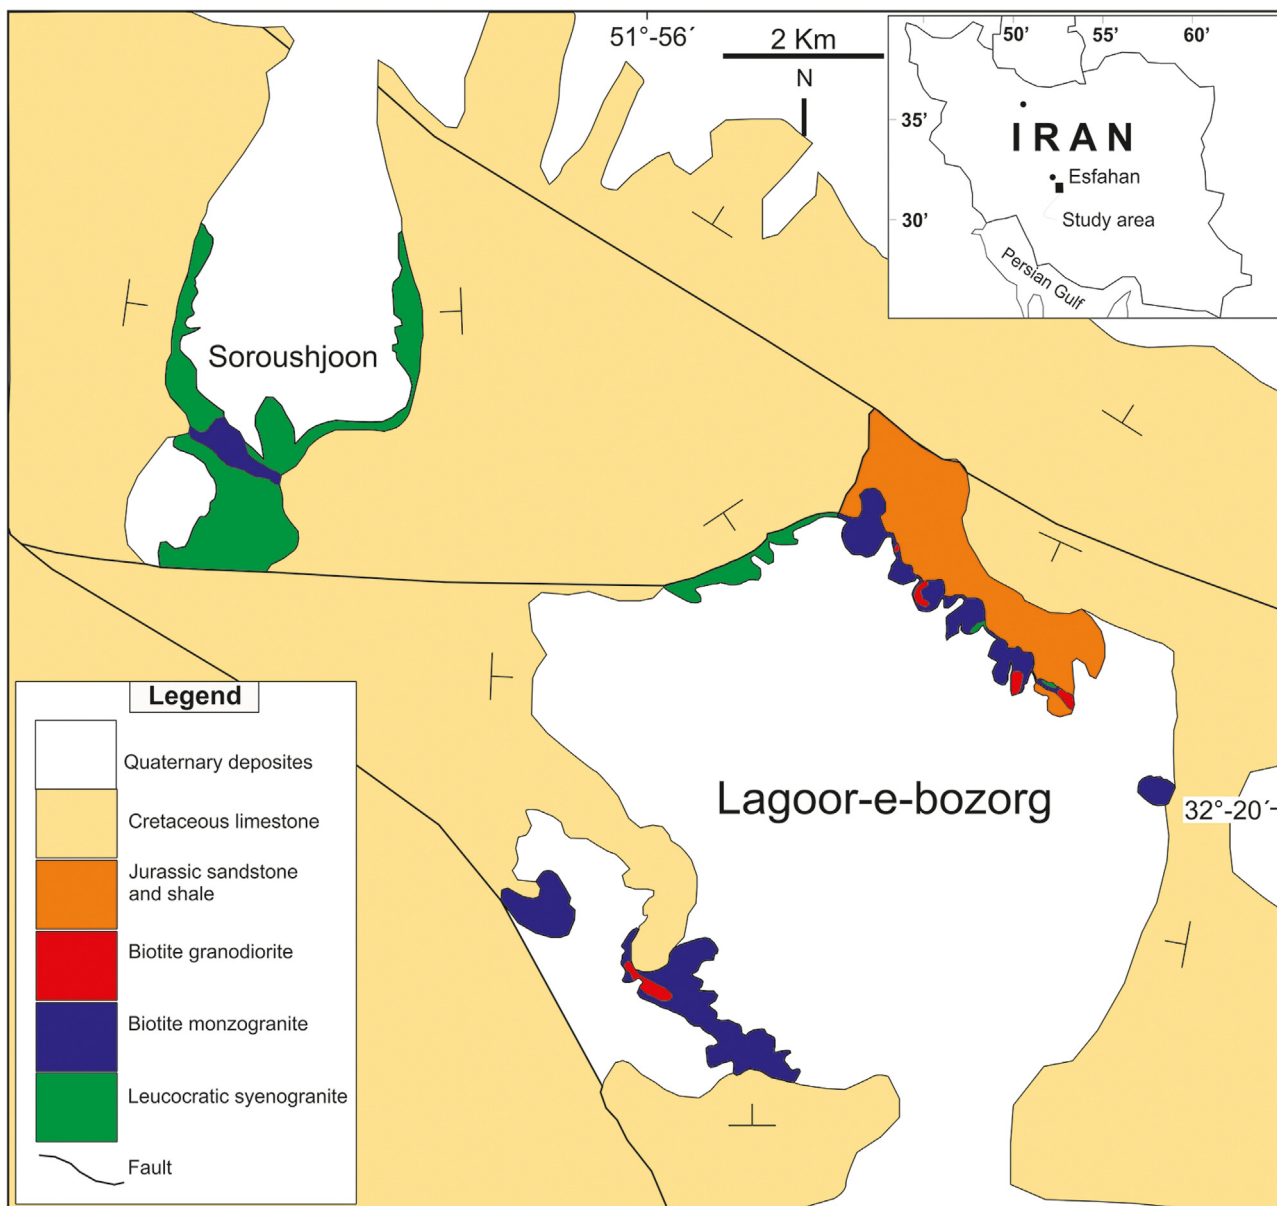 51°-56´
2 Km
N
50’
55’
60’
35’
IRAN
Esfahan
30’
Study area
Persian Gulf
Soroushjoon
Lagoor-e-bozorg
32°-20´
Legend
Quaternary deposites
Cretaceous limestone
Jurassic sandstone
and shale
Biotite granodiorite
Biotite monzogranite
Leucocratic syenogranite
Fault